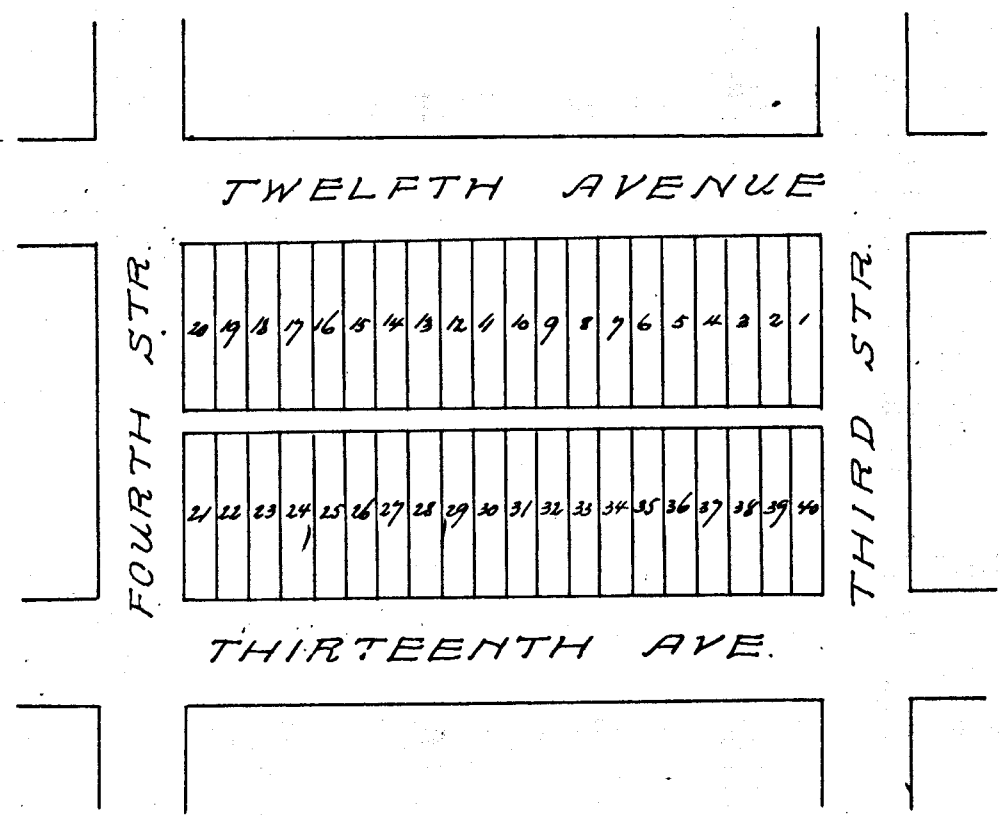 TWELFTH AVENUE
FOURTH STR.
20 19 18 17 16 15 14 13 12 11 10 9 8 7 6 5 4 3 2 1
21 22 23 24 25 26 27 28 29 30 31 32 33 34 35 36 37 38 39 40
THIRD STR.
THIRTEENTH AVE.